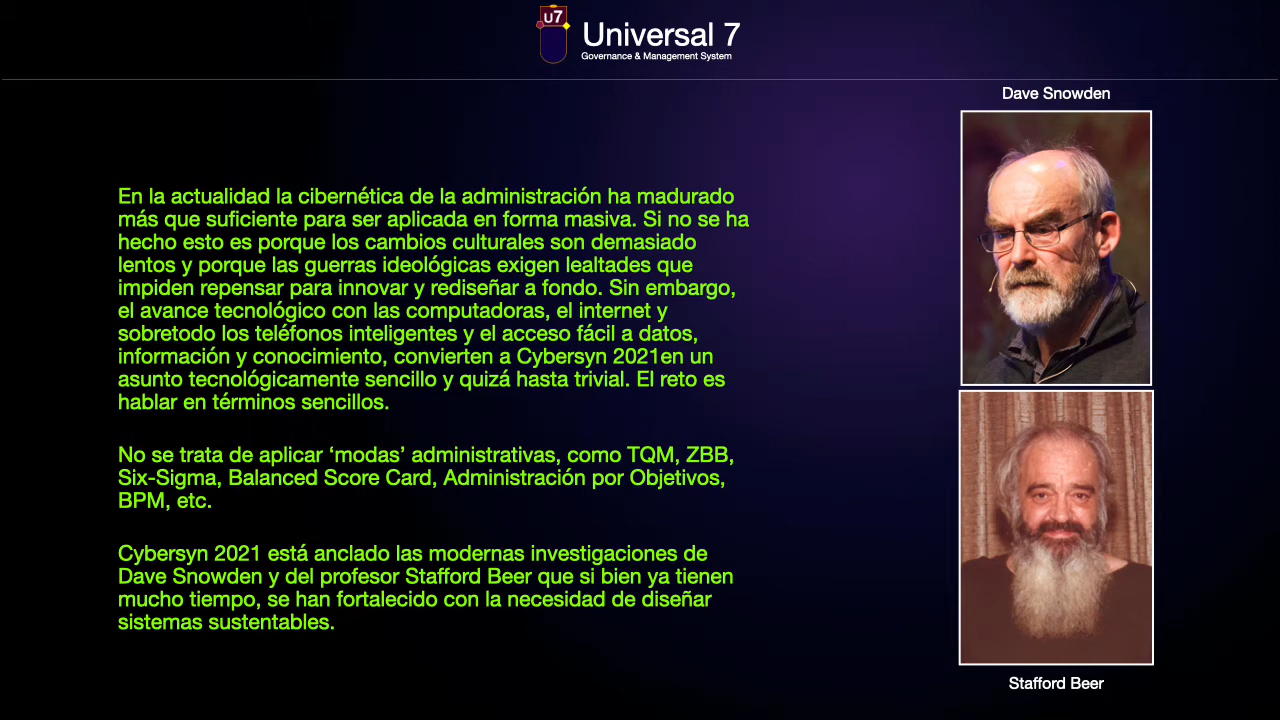 U7
Universal 7
Governance & Management System
Dave Snowden
En la actualidad la cibernética de la administración ha madurado
más que suficiente para ser aplicada en forma masiva. Si no se ha
hecho esto es porque los cambios culturales son demasiado
lentos y porque las guerras ideológicas exigen lealtades que
impiden repensar para innovar y rediseñar a fondo. Sin embargo,
el avance tecnológico con las computadoras, el internet y
sobretodo los teléfonos inteligentes y el acceso fácil a datos,
información y conocimiento, convierten a Cybersyn 2021en un
asunto tecnológicamente sencillo y quizá hasta trivial. El reto es
hablar en términos sencillos.
No se trata de aplicar ‘modas’ administrativas, como TQM, ZBB,
Six-Sigma, Balanced Score Card, Administración por Objetivos,
BPM, etc.
Cybersyn 2021 está anclado las modernas investigaciones de
Dave Snowden y del profesor Stafford Beer que si bien ya tienen
mucho tiempo, se han fortalecido con la necesidad de diseñar
sistemas sustentables.
Stafford Beer